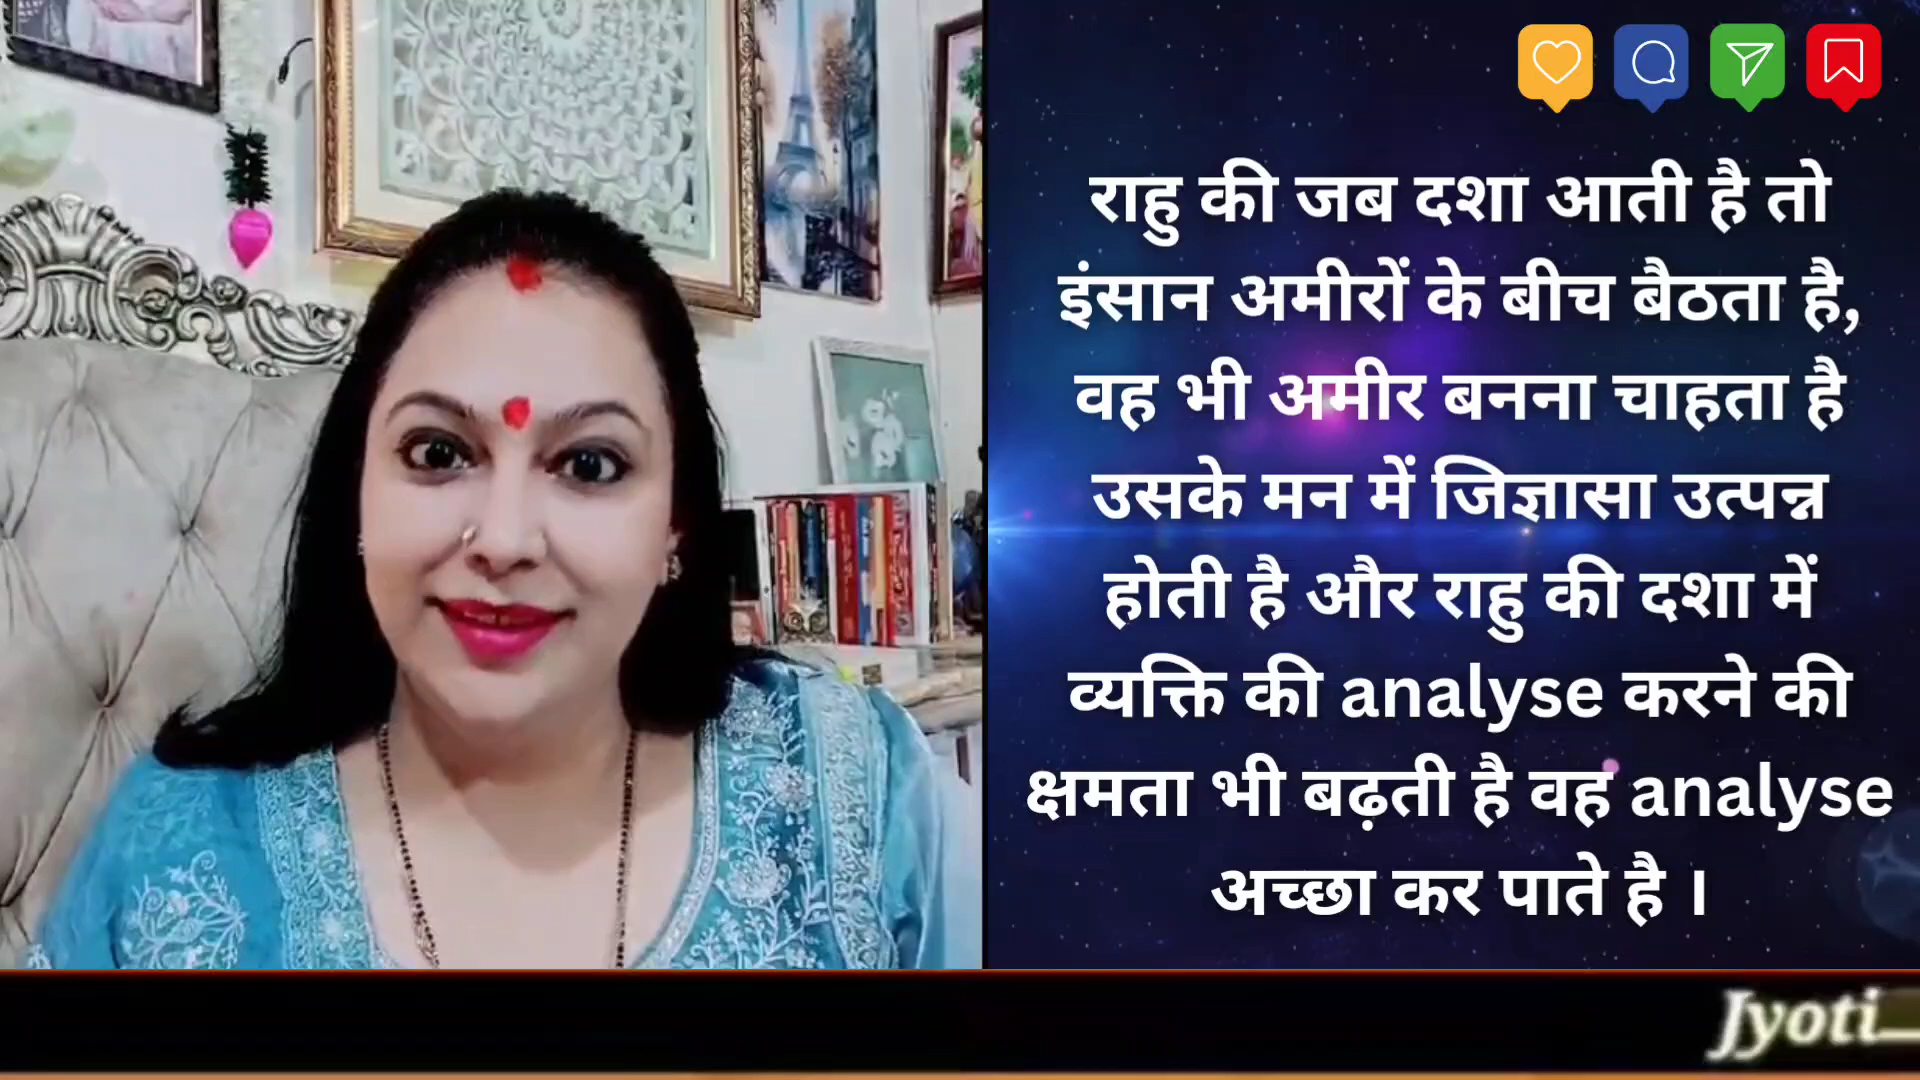 राहु की जब दशा आती है तो
इंसान अमीरों के बीच बैठता है,
वह भी अमीर बनना चाहता है
उसके मन में जिज्ञासा उत्पन्न
होती है और राहु की दशा में
व्यक्ति की analyse करने की
क्षमता भी बढ़ती है वह analyse
अच्छा कर पाते है ।
Jyoti